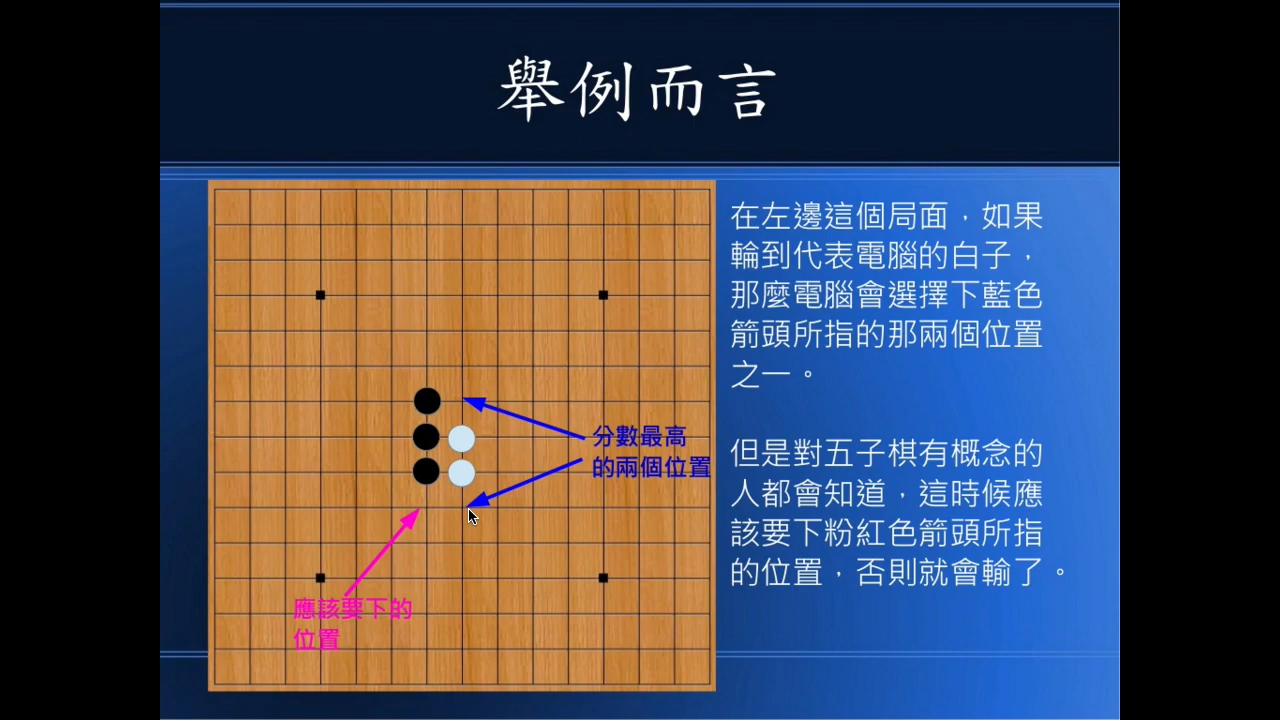 舉例而言
在左邊這個局面，如果
輪到代表電腦的白子，
那麼電腦會選擇下藍色
箭頭所指的那兩個位置
之一。
但是對五子棋有概念的
人都會知道，這時候應
該要下粉紅色箭頭所指
的位置，否則就會輸了。
分數最高
的兩個位置
應該要下的
位置